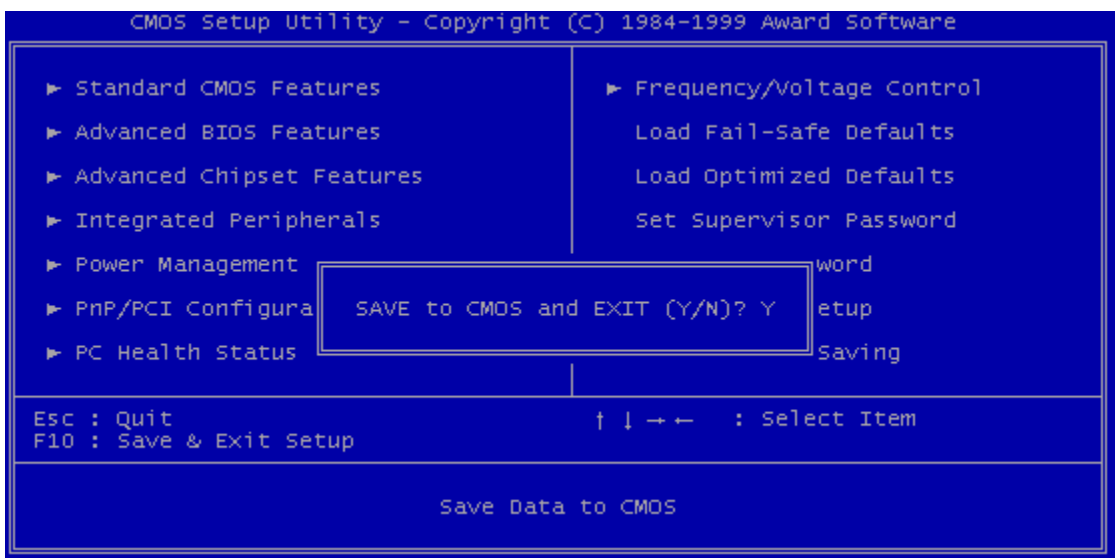 CMOS Setup Utility - Copyright (C) 1984-1999 Award Software
► Standard CMOS Features
► Advanced BIOS Features
► Advanced Chipset Features
► Integrated Peripherals
► Power Management
► PnP/PCI Configura
► PC Health Status
► Frequency/Voltage Control
Load Fail-Safe Defaults
Load Optimized Defaults
Set Supervisor Password
word
etup
Saving
SAVE to CMOS and EXIT (Y/N)? Y
Esc : Quit
F10 : Save & Exit Setup
↑ ↓ → ← : Select Item
Save Data to CMOS